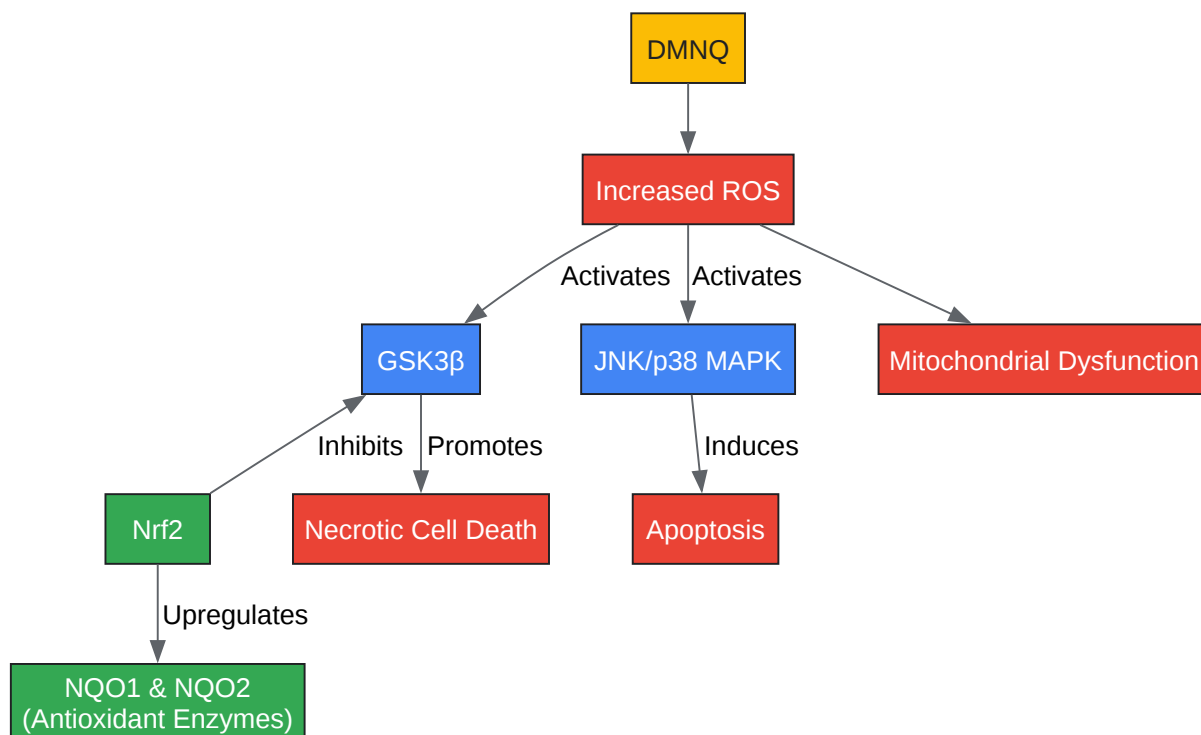 DMNQ
Increased ROS
Activates
Activates
GSK3β
JNK/p38 MAPK
Mitochondrial Dysfunction
Inhibits
Promotes
Induces
Nrf2
Necrotic Cell Death
Apoptosis
Upregulates
NQO1 & NQO2
(Antioxidant Enzymes)